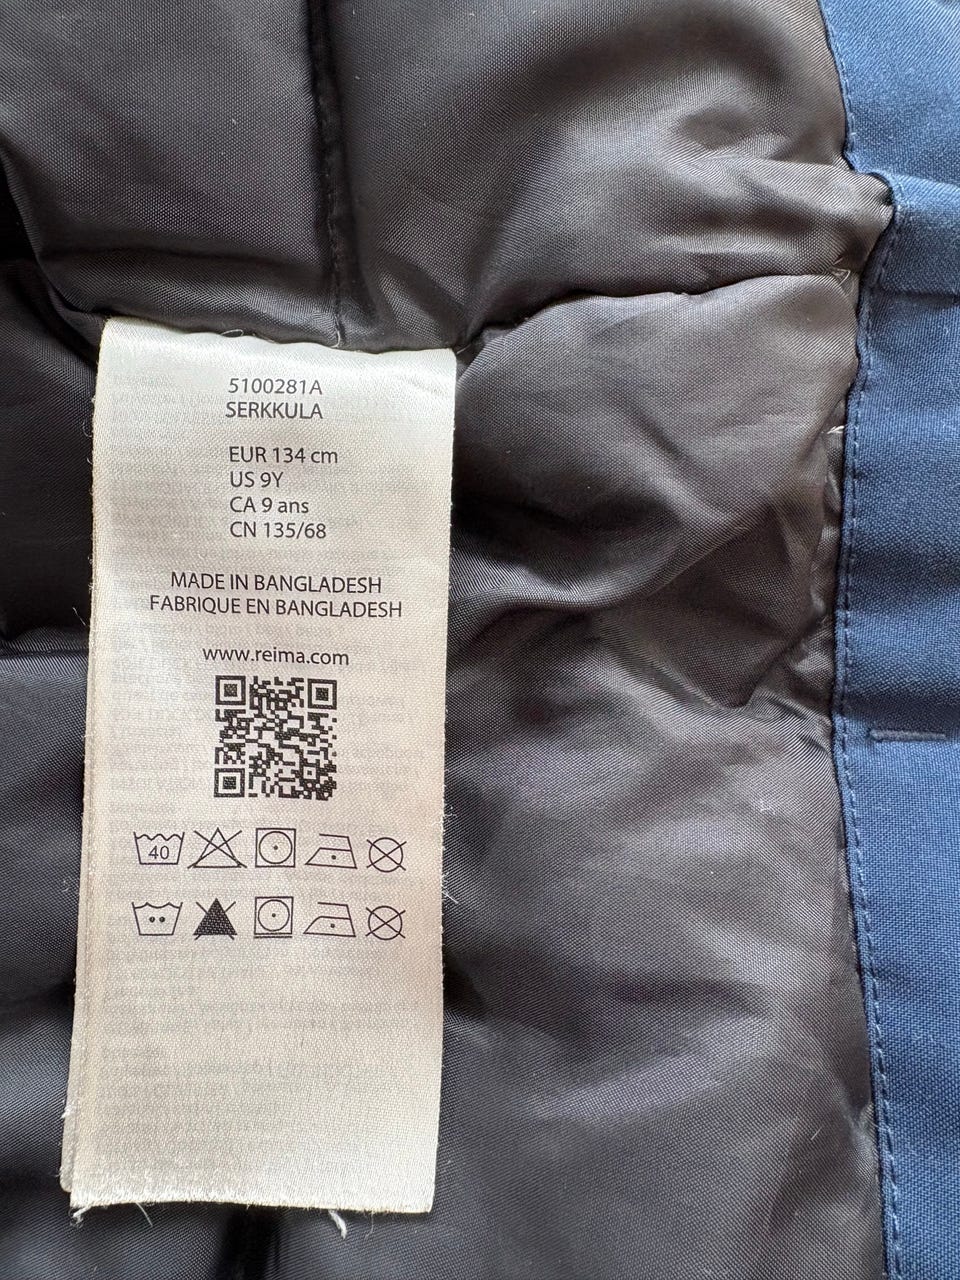 5100281A
SERKKULA
EUR 134 cm
US 9Y
CA 9 ans
CN 135/68
MADE IN BANGLADESH
FABRIQUE EN BANGLADESH
www.reima.com
40